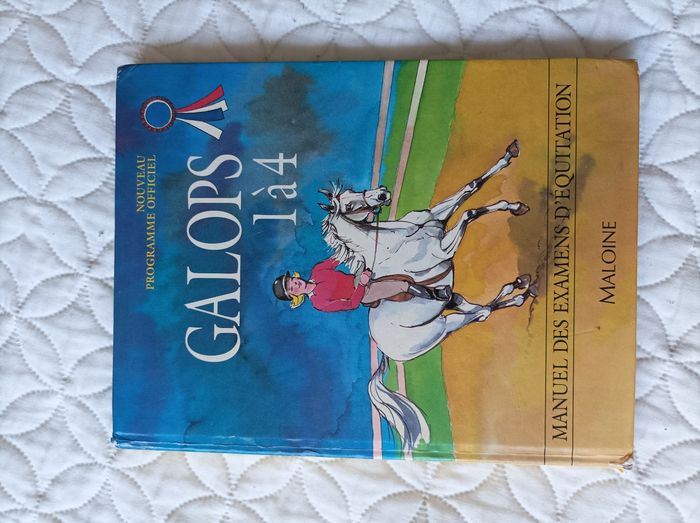 NOUVEAU
PROGRAMME OFFICIEL
GALOPS
1 à 4
MANUEL DES EXAMENS D'ÉQUITATION
MALOINE